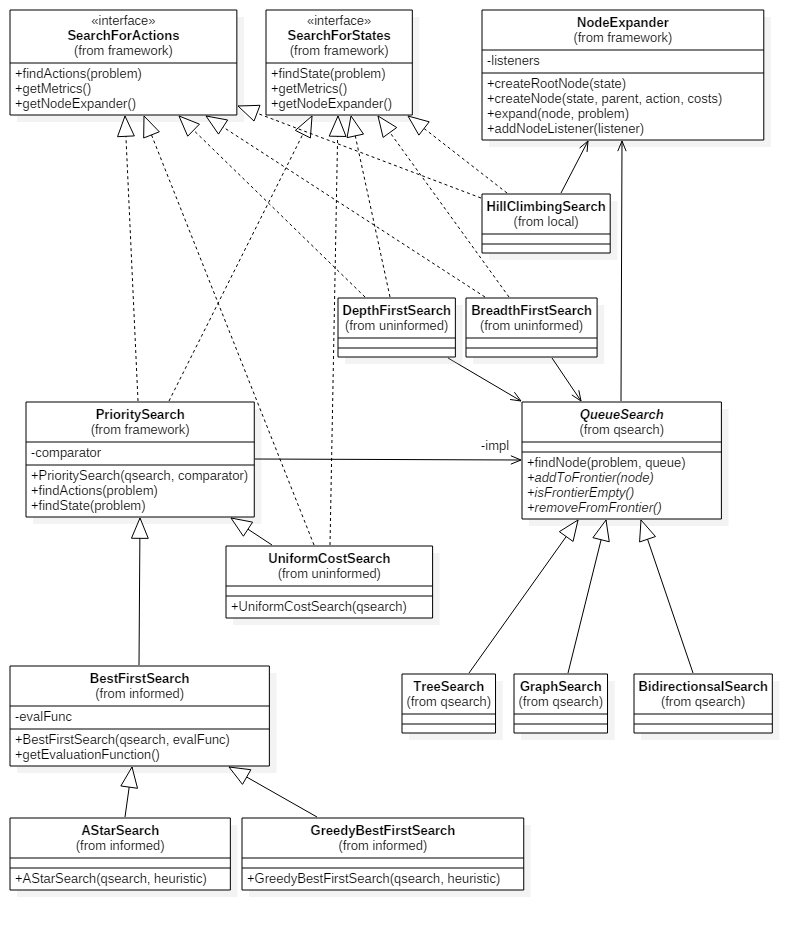 «interface»
SearchForActions
(from framework)
+findActions(problem)
+getMetrics()
+getNodeExpander()
«interface»
SearchForStates
(from framework)
+findState(problem)
+getMetrics()
+getNodeExpander()
NodeExpander
(from framework)
-listeners
+createRootNode(state)
+createNode(state, parent, action, costs)
+expand(node, problem)
+addNodeListener(listener)
HillClimbingSearch
(from local)
DepthFirstSearch
(from uninformed)
BreadthFirstSearch
(from uninformed)
PrioritySearch
(from framework)
-comparator
+PrioritySearch(qsearch, comparator)
+findActions(problem)
+findState(problem)
-impl
QueueSearch
(from qsearch)
+findNode(problem, queue)
+addToFrontier(node)
+isFrontierEmpty()
+removeFromFrontier()
UniformCostSearch
(from uninformed)
+UniformCostSearch(qsearch)
BestFirstSearch
(from informed)
-evalFunc
+BestFirstSearch(qsearch, evalFunc)
+getEvaluationFunction()
TreeSearch
(from qsearch)
GraphSearch
(from qsearch)
BidirectionsalSearch
(from qsearch)
AStarSearch
(from informed)
+AStarSearch(qsearch, heuristic)
GreedyBestFirstSearch
(from informed)
+GreedyBestFirstSearch(qsearch, heuristic)